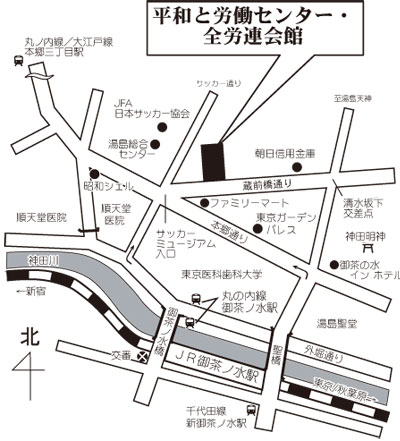 平和と労働センター・
全労連会館
丸ノ内線／大江戸線
本郷三丁目駅
サッカー通り
至湯島天神
JFA
日本サッカー協会
湯島総合
センター
朝日信用金庫
昭和シェル
蔵前橋通り
順天堂医院
順天堂
医院
ファミリーマート
清水坂下
交差点
本郷通り
東京ガーデン
パレス
神田明神
サッカー
ミュージアム
入口
神田川
東京医科歯科大学
御茶の水
イン ホテル
←新宿
丸の内線
御茶ノ水駅
湯島聖堂
御茶ノ水橋
聖橋
外堀通り
北
交番
JR御茶ノ水駅
東京/秋葉原→
千代田線
新御茶ノ水駅